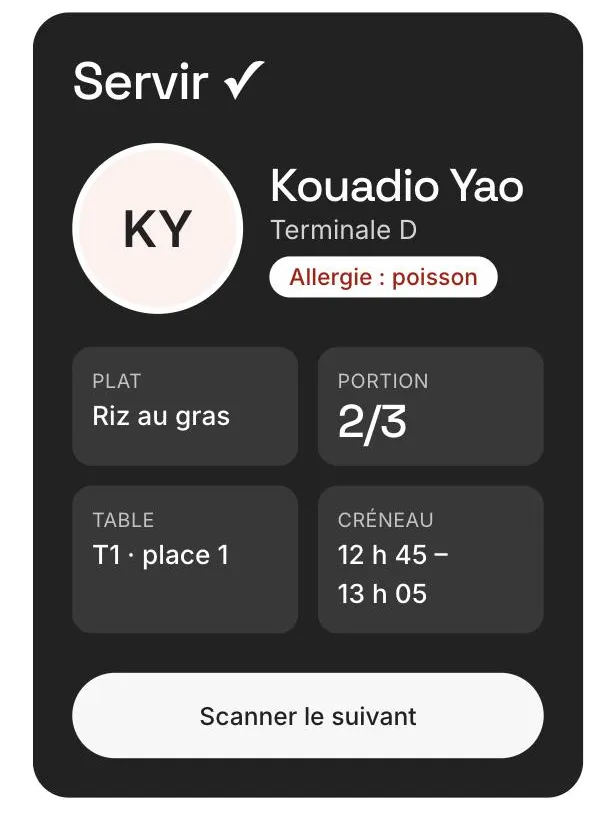 Servir ✓
KY
Kouadio Yao
Terminale D
Allergie : poisson
PLAT
Riz au gras
PORTION
2/3
TABLE
T1 · place 1
CRÉNEAU
12 h 45 –
13 h 05
Scanner le suivant